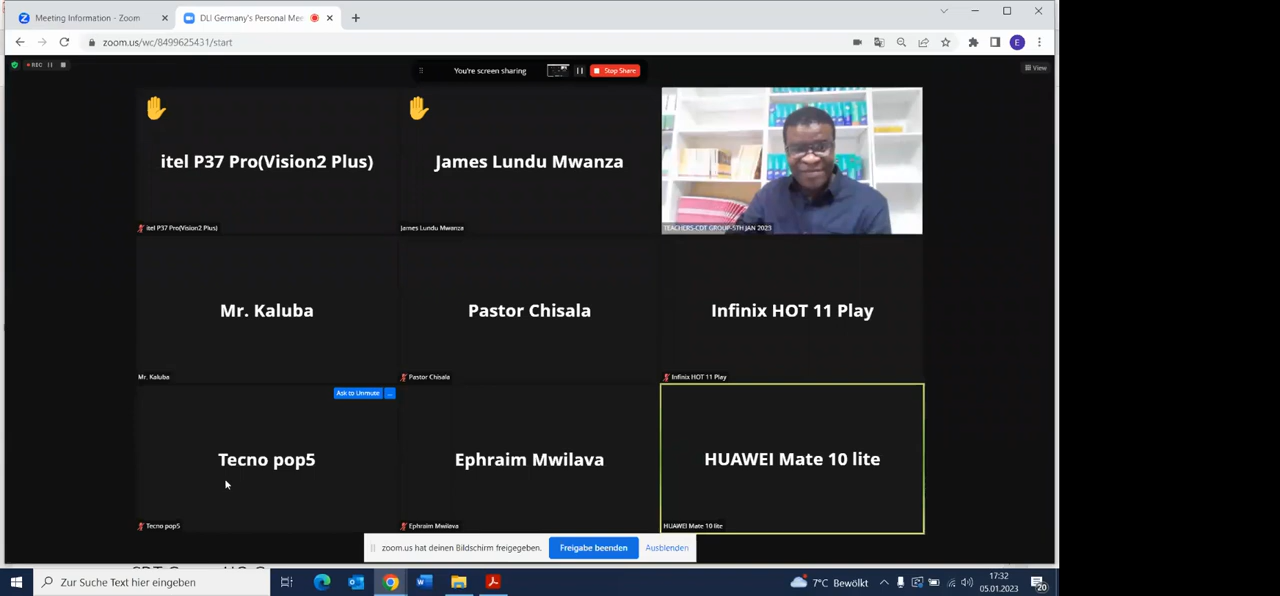 Meeting Information - Zoom
DLI Germany's Personal Mee
zoom.us/wc/8499625431/start
E
REC
You're screen sharing
Stop Share
View
itel P37 Pro(Vision2 Plus)
James Lundu Mwanza
itel P37 Pro(Vision2 Plus)
James Lundu Mwanza
TEACHERS-CDT GROUP-5TH JAN 2023
Mr. Kaluba
Pastor Chisala
Infinix HOT 11 Play
Mr. Kaluba
Pastor Chisala
Infinix HOT 11 Play
Ask to Unmute
...
Tecno pop5
Ephraim Mwilava
HUAWEI Mate 10 lite
Tecno pop5
Ephraim Mwilava
HUAWEI Mate 10 lite
zoom.us hat deinen Bildschirm freigegeben.
Freigabe beenden
Ausblenden
Zur Suche Text hier eingeben
7°C Bewölkt
17:32
05.01.2023
20